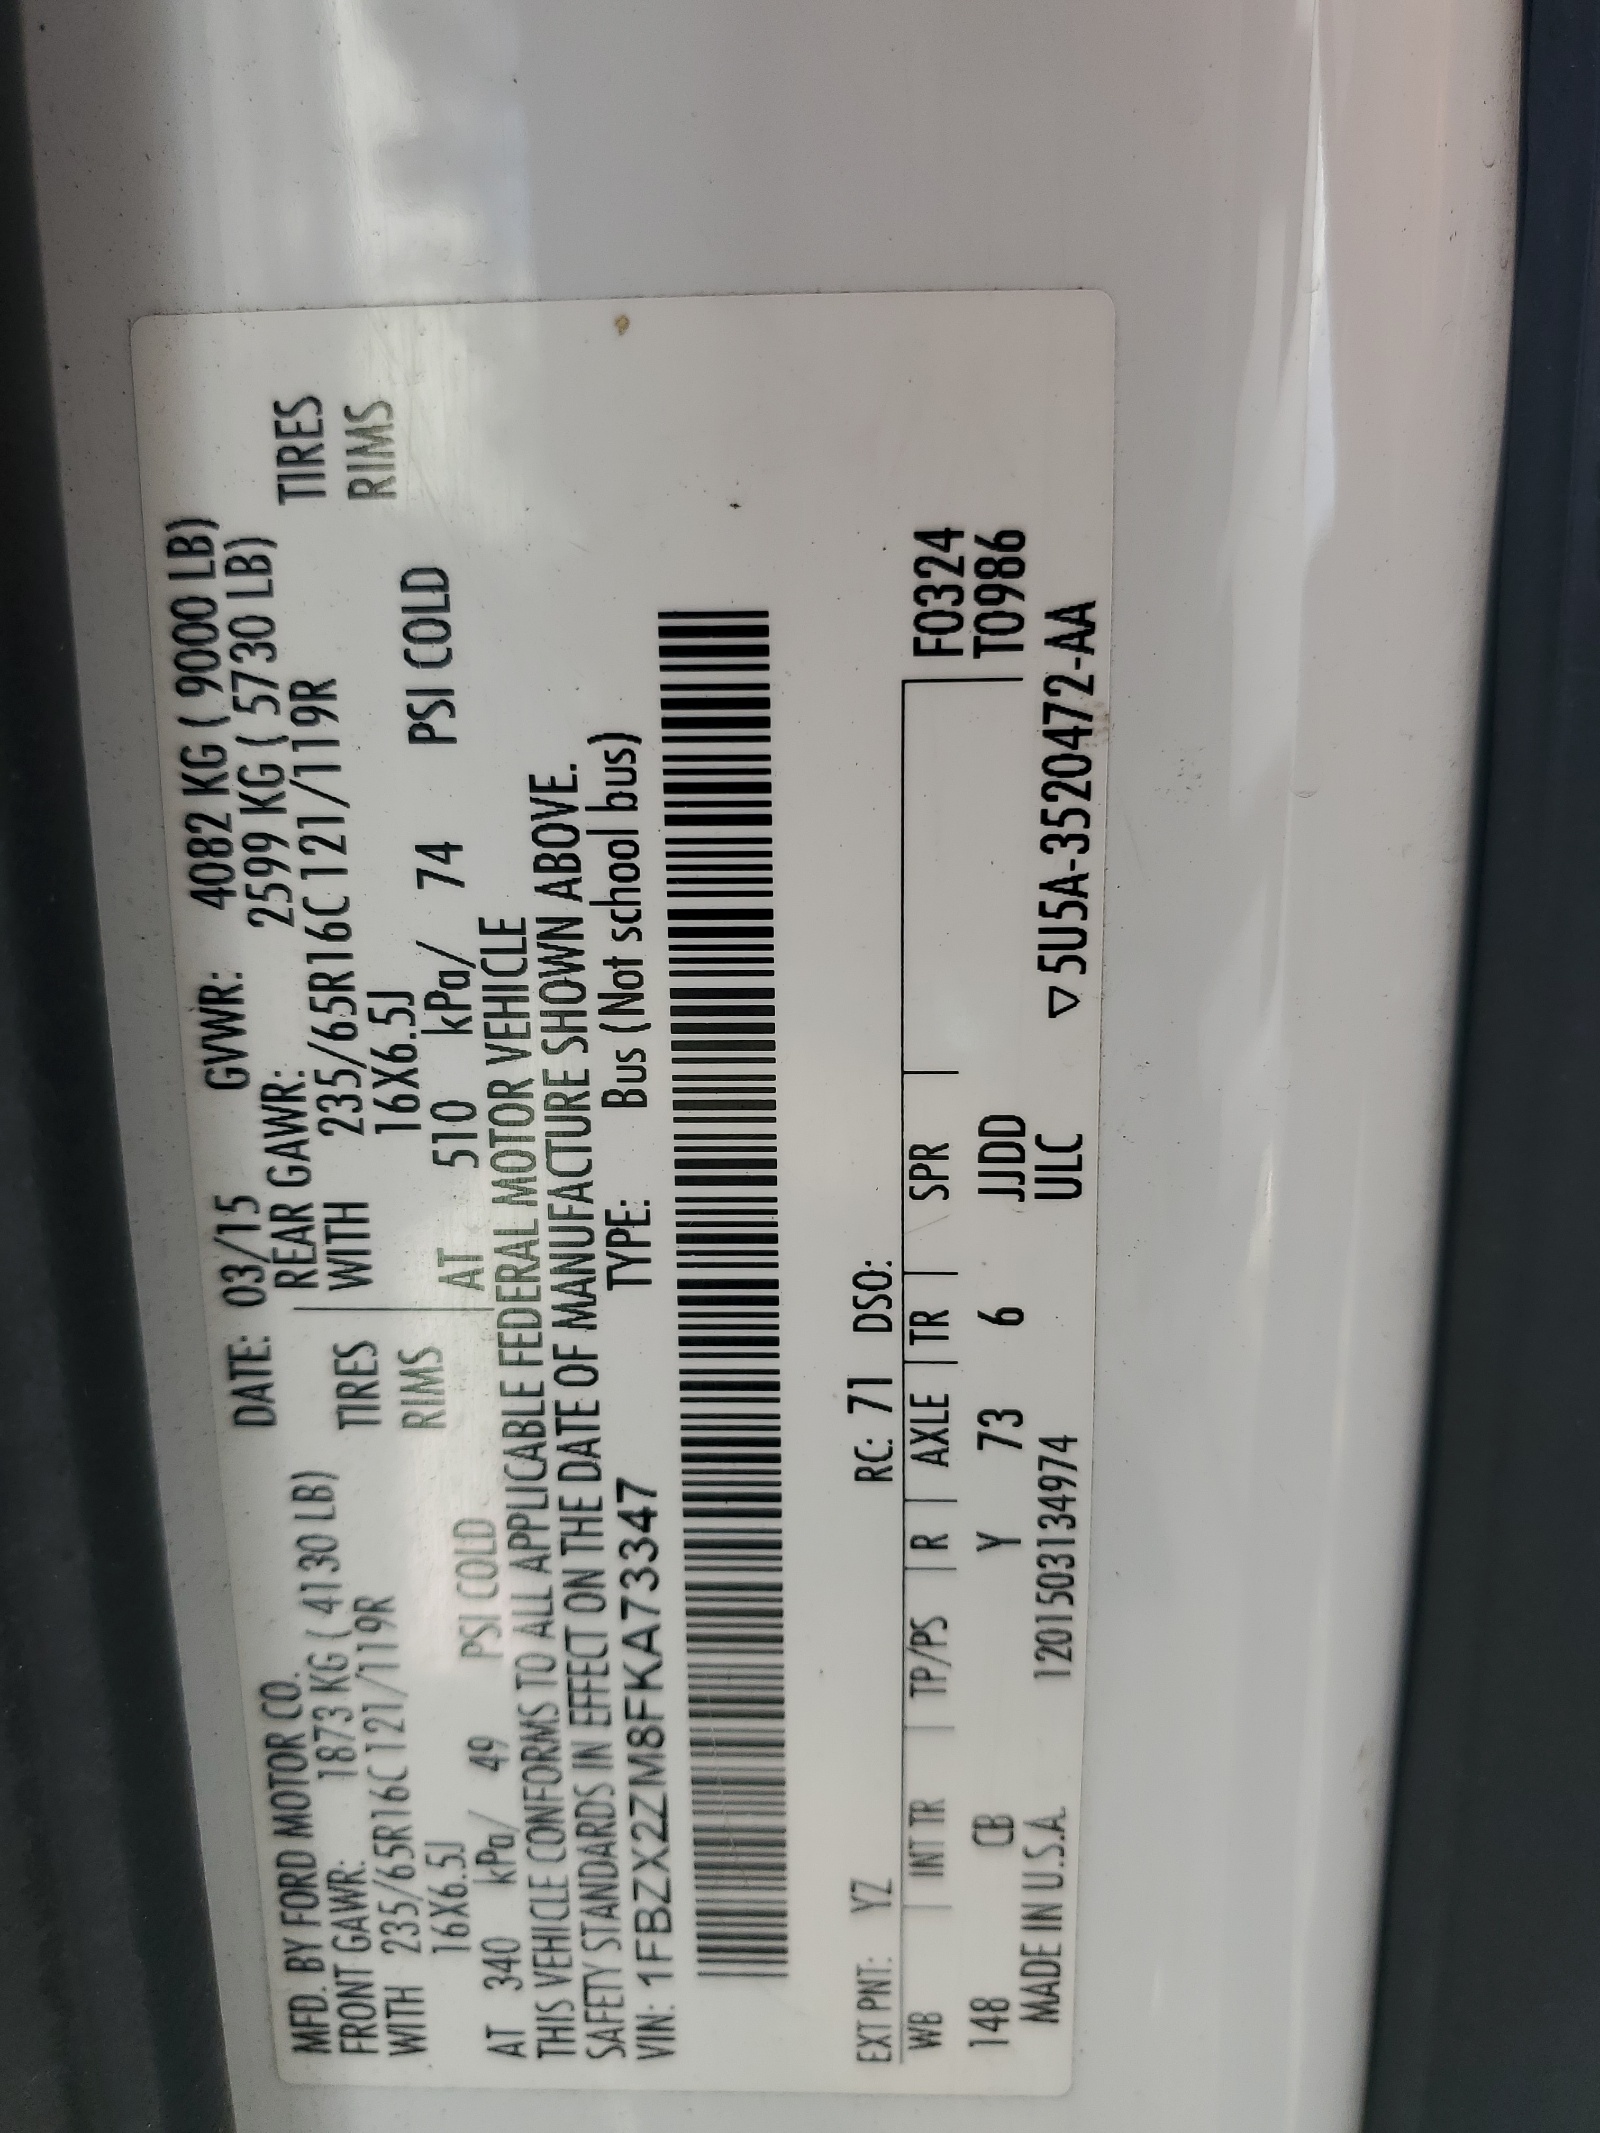 MFD. BY FORD MOTOR CO. DATE: 03/15 GVWR: 4082 KG ( 9000 LB)
FRONT GAWR: 1873 KG ( 4130 LB) REAR GAWR: 2599 KG ( 5730 LB)
WITH 235/65R16C 121/119R TIRES WITH 235/65R16C 121/119R TIRES
16X6.5J RIMS 16X6.5J RIMS
AT 340 kPa/ 49 PSI COLD AT 510 kPa/ 74 PSI COLD
THIS VEHICLE CONFORMS TO ALL APPLICABLE FEDERAL MOTOR VEHICLE
SAFETY STANDARDS IN EFFECT ON THE DATE OF MANUFACTURE SHOWN ABOVE.
VIN: 1FBZX2ZM8FKA73347 TYPE: Bus (Not school bus)
EXT PNT: YZ RC: 71 DSO:
WB | INT TR | TP/PS | R | AXLE | TR | SPR | F0324
148 CB Y 73 6 JJDD T0986
MADE IN U.S.A. 120150313​4974 ULC ▽5U5A-3520472-AA